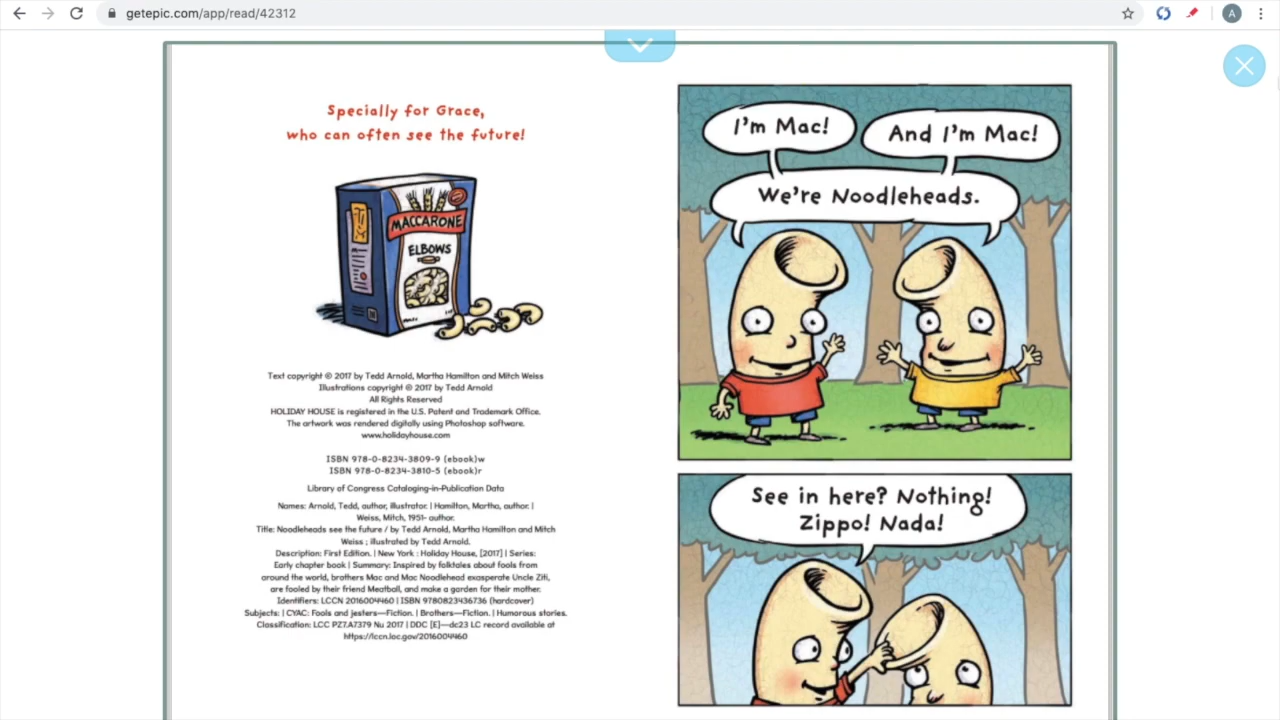 getepic.com/app/read/42312
A
Specially for Grace,
who can often see the future!
MACCARONE
ELBOWS
Text copyright © 2017 by Tedd Arnold, Martha Hamilton and Mitch Weiss
Illustrations copyright © 2017 by Tedd Arnold
All Rights Reserved
HOLIDAY HOUSE is registered in the U.S. Patent and Trademark Office.
The artwork was rendered digitally using Photoshop software.
www.holidayhouse.com
ISBN 978-0-8234-3809-9 (ebook)w
ISBN 978-0-8234-3810-5 (ebook)r
Library of Congress Cataloging-in-Publication Data
Names: Arnold, Tedd, author, illustrator. | Hamilton, Martha, author. |
Weiss, Mitch, 1951- author.
Title: Noodleheads see the future / by Tedd Arnold, Martha Hamilton and Mitch
Weiss ; illustrated by Tedd Arnold.
Description: First Edition. | New York : Holiday House, [2017] | Series:
Early chapter book | Summary: Inspired by folktales about fools from
around the world, brothers Mac and Mac Noodlehead exasperate Uncle Ziti,
are fooled by their friend Meatball, and make a garden for their mother.
Identifiers: LCCN 2016004460 | ISBN 9780823436736 (hardcover)
Subjects: | CYAC: Fools and jesters—Fiction. | Brothers—Fiction. | Humorous stories.
Classification: LCC PZ7.A7379 Nu 2017 | DDC [E]—dc23 LC record available at
https://lccn.loc.gov/2016004460
I'm Mac!
And I'm Mac!
We're Noodleheads.
See in here? Nothing!
Zippo! Nada!